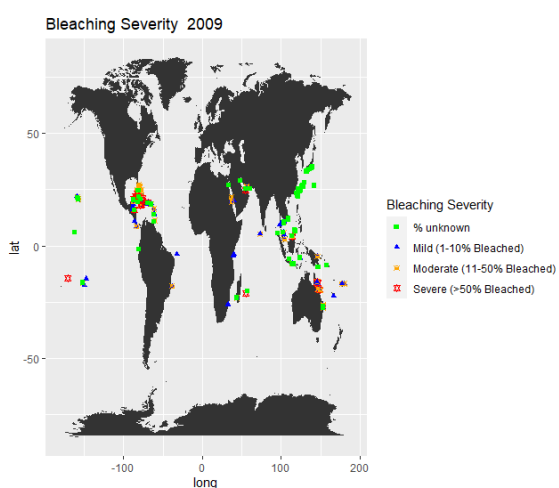 Bleaching Severity 2009
50
0
-50
lat
-100
0
100
200
long
Bleaching Severity
% unknown
Mild (1-10% Bleached)
Moderate (11-50% Bleached)
Severe (>50% Bleached)